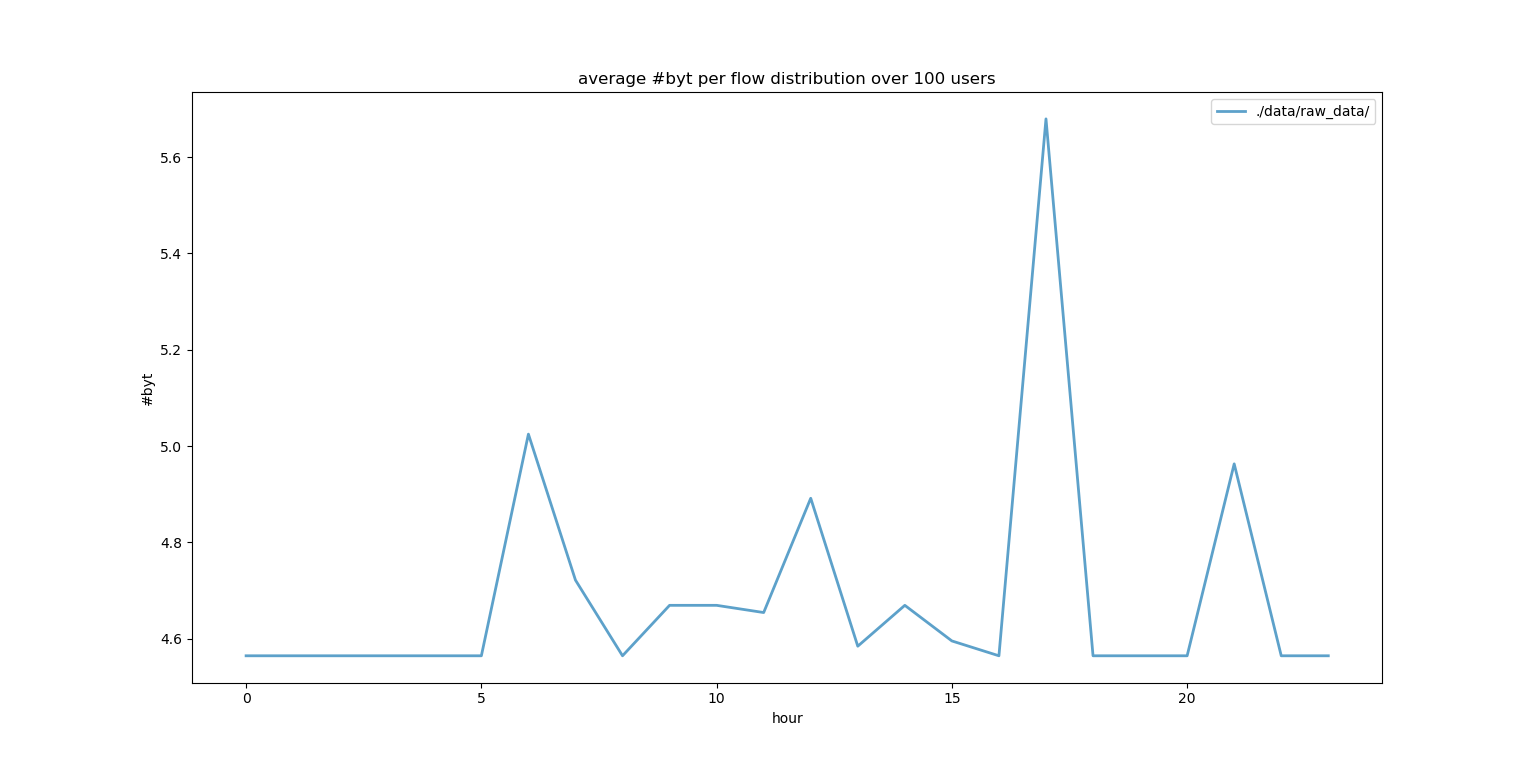 average #byt per flow distribution over 100 users
./data/raw_data/
5.6
5.4
5.2
5.0
4.8
4.6
#byt
0 5 10 15 20
hour